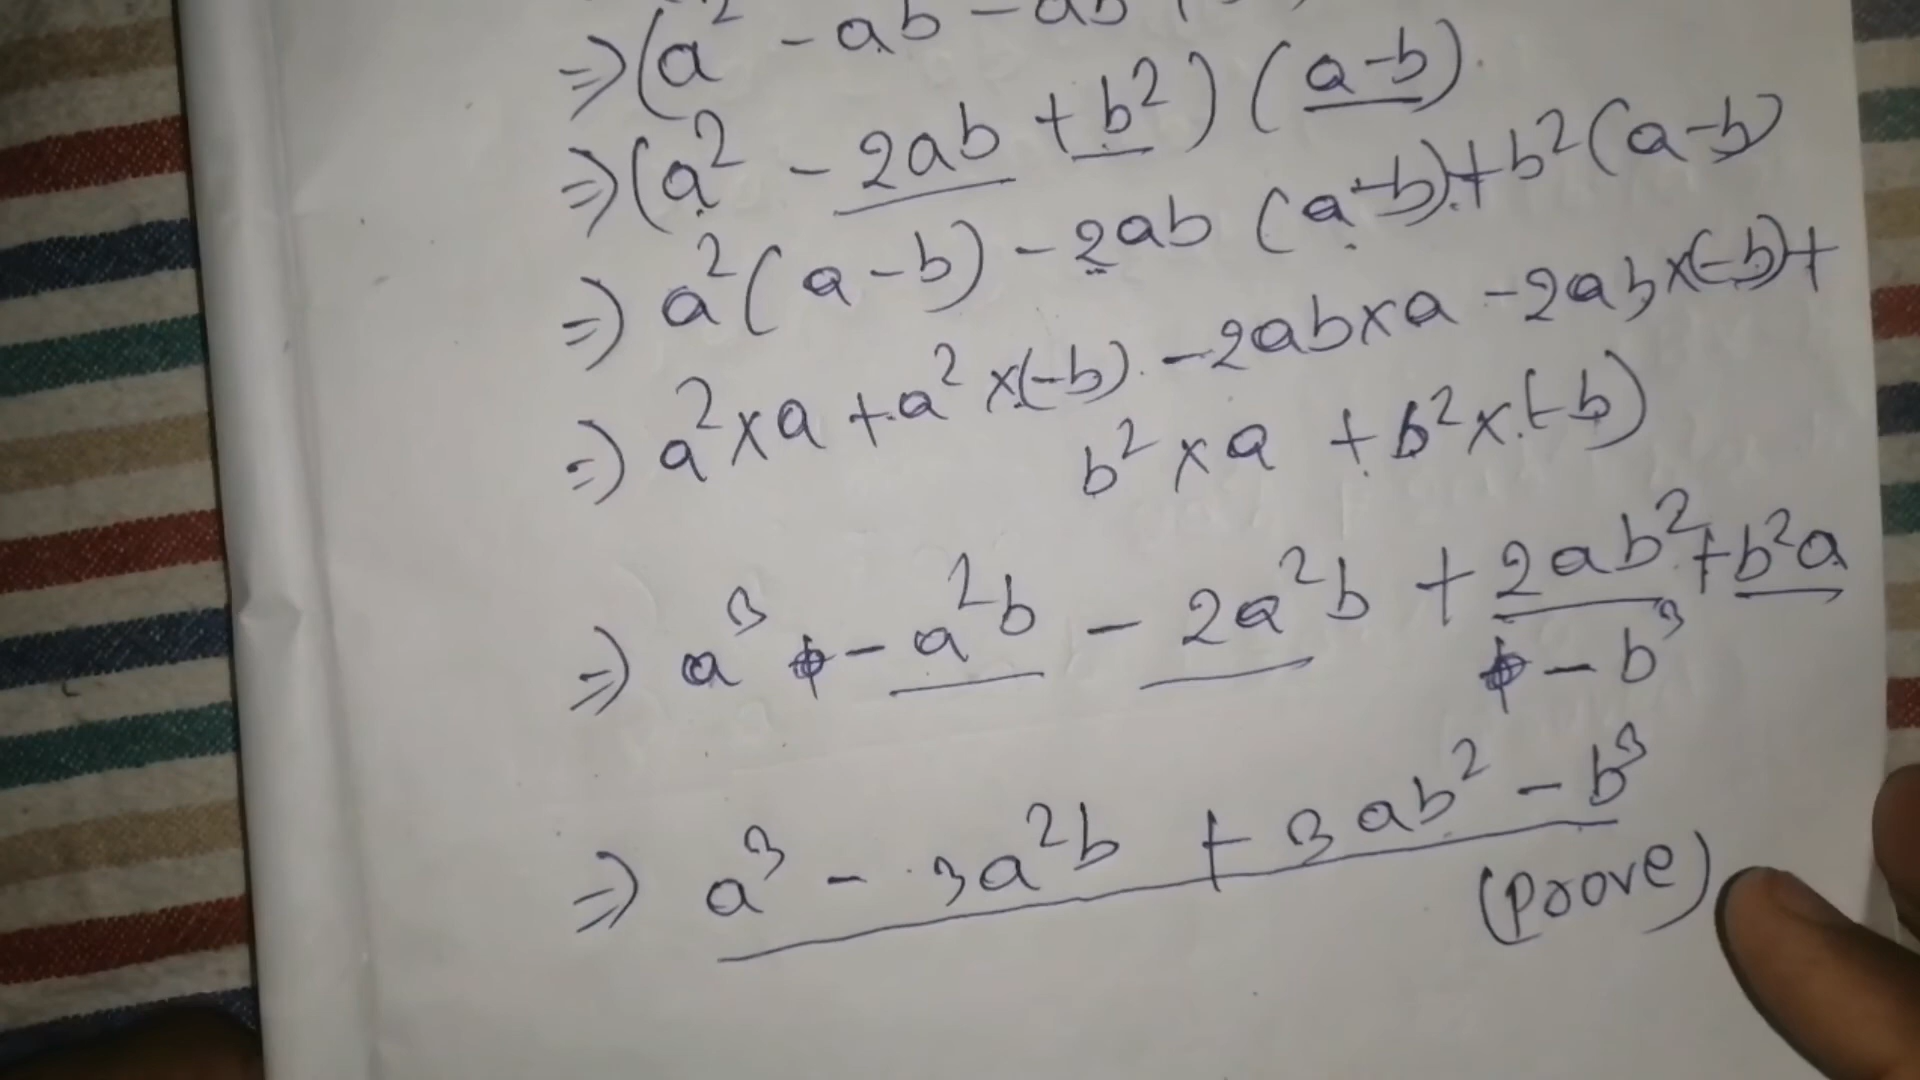 ⇒(a² - ab - ab
⇒(a² - 2ab + b²) (a-b)
⇒ a²(a-b) - 2ab (a-b) + b²(a-b)
⇒ a²×a + a²×(-b) - 2ab×a - 2ab×(-b) +
b²×a + b²×(-b)
⇒ a³ - a²b - 2a²b + 2ab² + b²a
- b³
⇒ a³ - 3a²b + 3ab² - b³
(Prove)